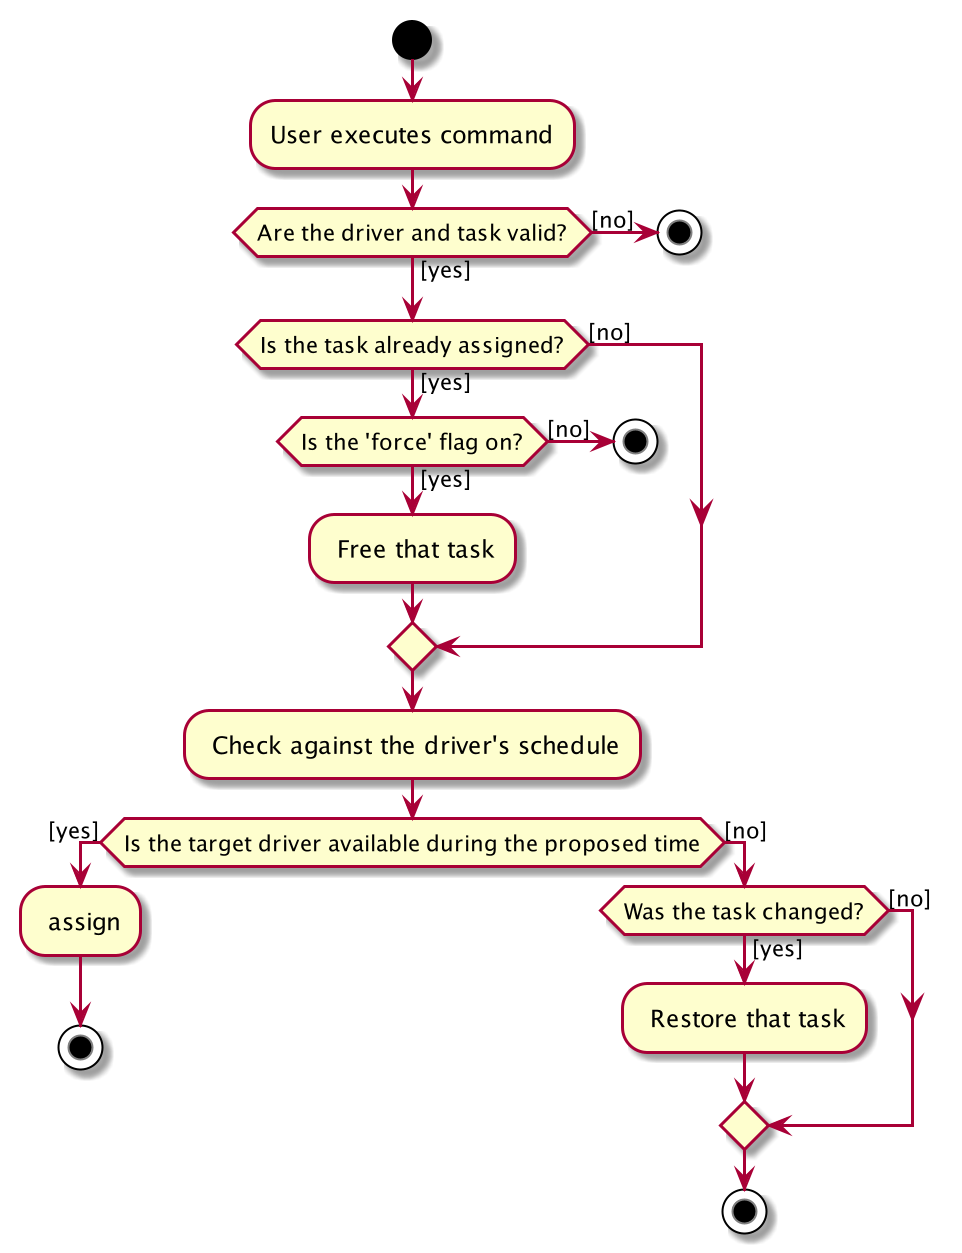 User executes command
Are the driver and task valid?
[no]
[yes]
Is the task already assigned?
[no]
[yes]
Is the 'force' flag on?
[no]
[yes]
Free that task
Check against the driver's schedule
[yes]
Is the target driver available during the proposed time
[no]
assign
Was the task changed?
[no]
[yes]
Restore that task